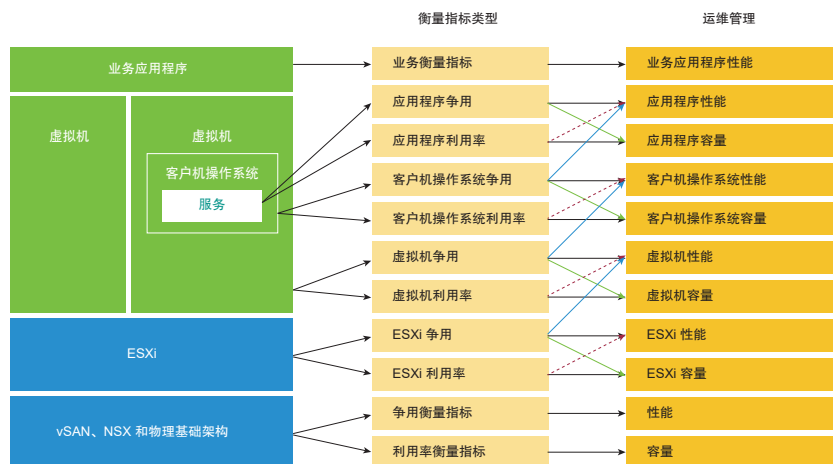 衡量指标类型
运维管理
业务应用程序
业务衡量指标
业务应用程序性能
虚拟机
虚拟机
客户机操作系统
服务
应用程序争用
应用程序性能
应用程序利用率
应用程序容量
客户机操作系统争用
客户机操作系统性能
客户机操作系统利用率
客户机操作系统容量
虚拟机争用
虚拟机性能
虚拟机利用率
虚拟机容量
ESXi
ESXi 争用
ESXi 性能
ESXi 利用率
ESXi 容量
vSAN、NSX 和物理基础架构
争用衡量指标
性能
利用率衡量指标
容量